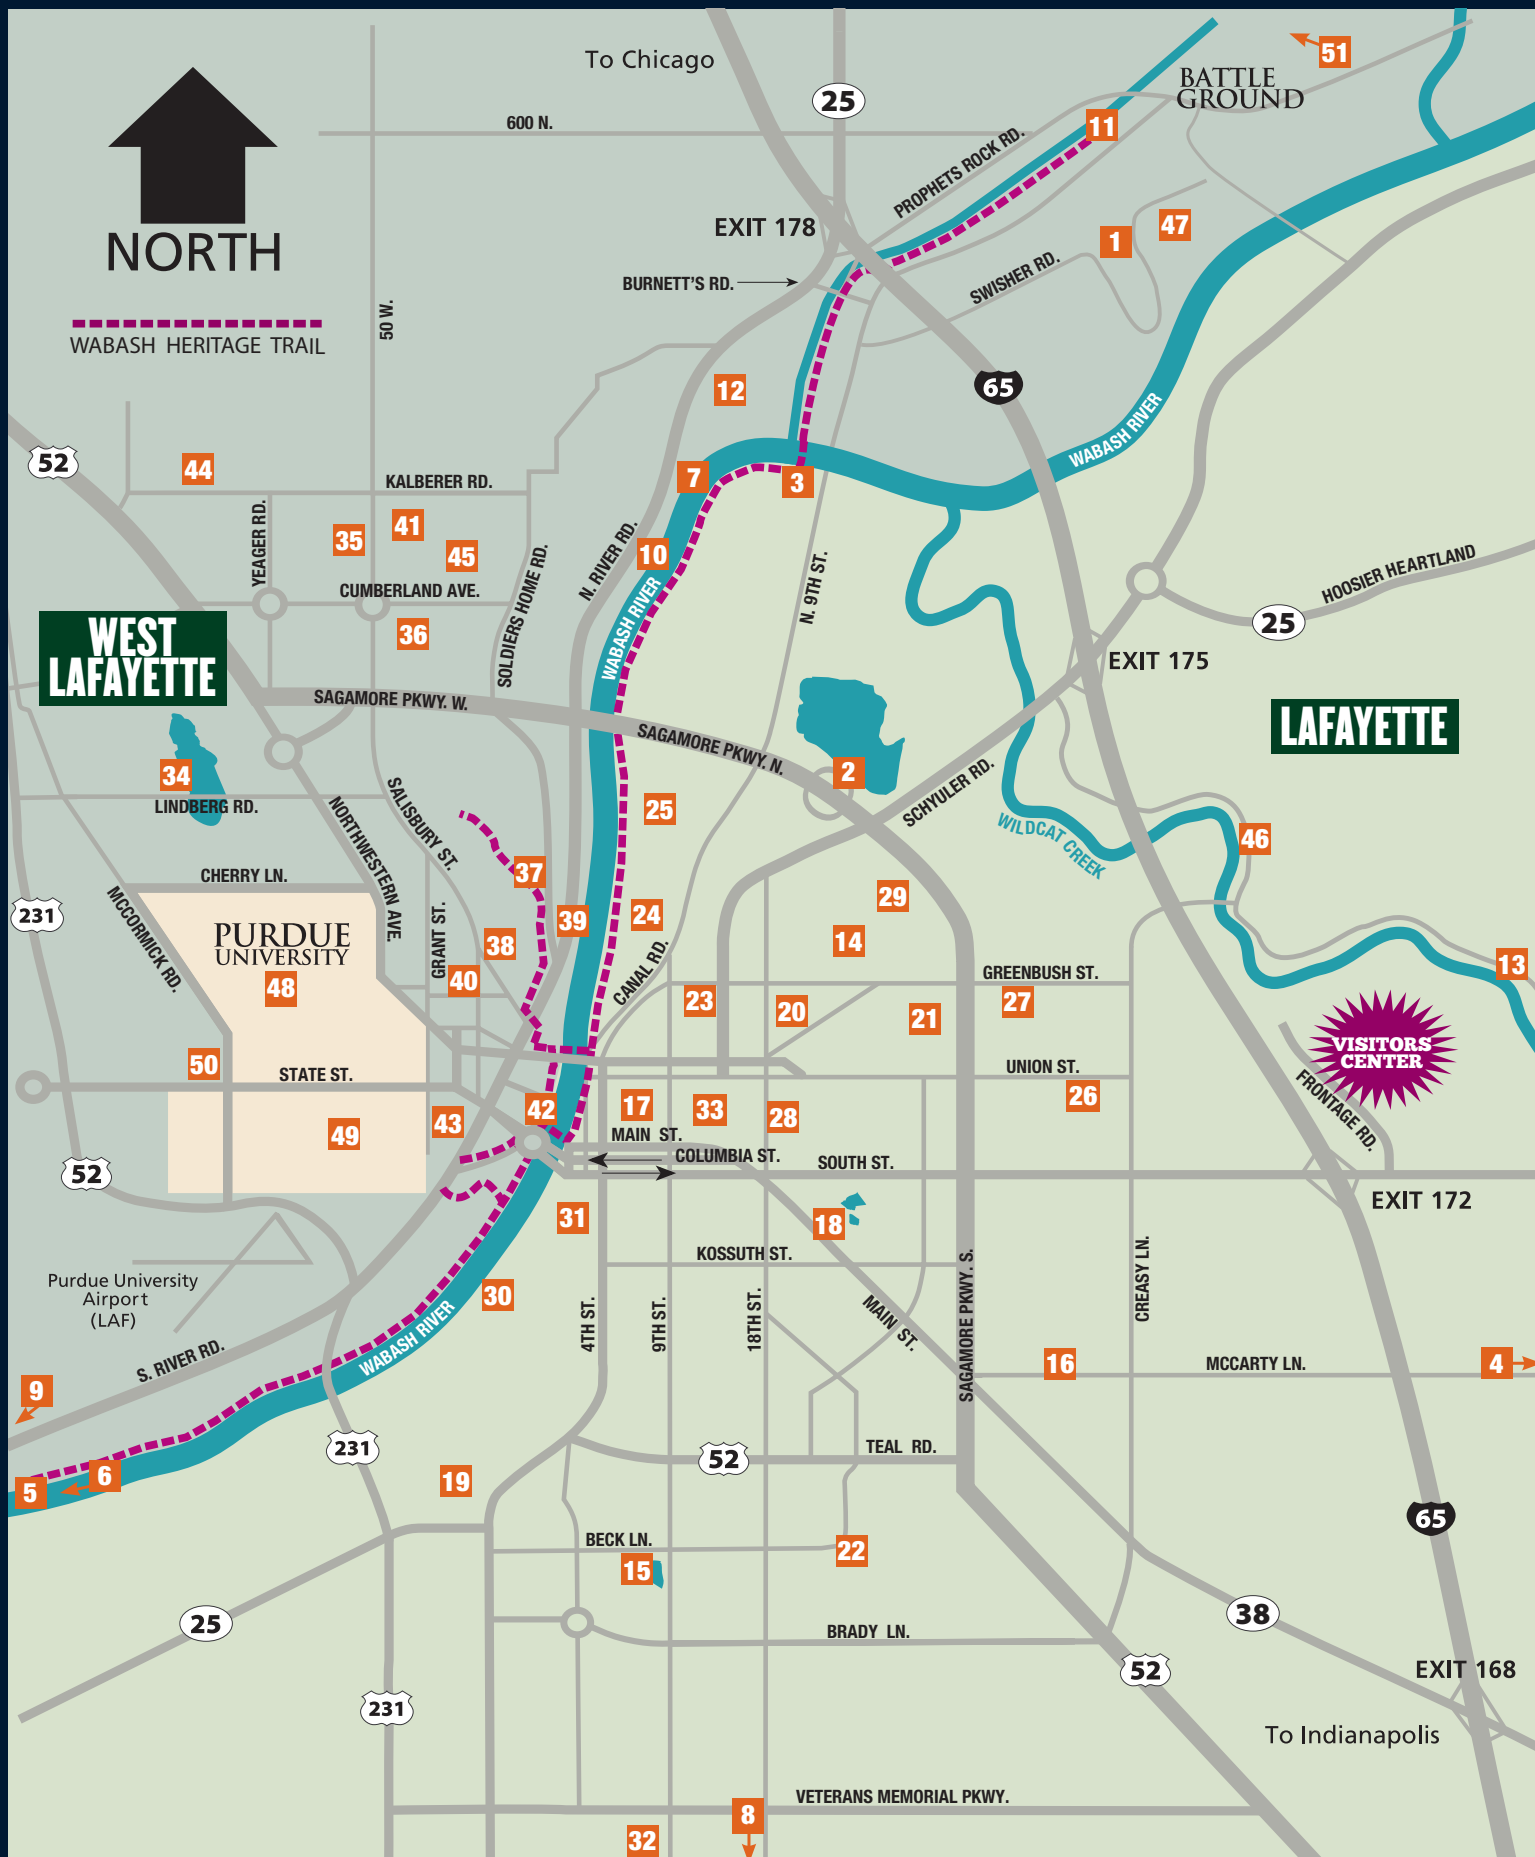 To Chicago
51
BATTLE
GROUND
25
11
600 N.
PROPHETS ROCK RD.
NORTH
EXIT 178
1
47
BURNETT'S RD.
SWISHER RD.
WABASH HERITAGE TRAIL
50 W.
12
65
WABASH RIVER
52
44
KALBERER RD.
7
3
YEAGER RD.
35
41
45
SOLDIERS HOME RD.
N. RIVER RD.
10
N. 9TH ST.
HOOSIER HEARTLAND
CUMBERLAND AVE.
WABASH RIVER
25
36
WEST
LAFAYETTE
EXIT 175
SAGAMORE PKWY. W.
LAFAYETTE
SAGAMORE PKWY. N.
34
2
LINDBERG RD.
SCHYULER RD.
NORTHWESTERN AVE.
SALISBURY ST.
25
WILDCAT CREEK
46
CHERRY LN.
37
MCCORMICK RD.
29
231
PURDUE
UNIVERSITY
GRANT ST.
38
39
24
14
48
40
CANAL RD.
GREENBUSH ST.
13
23
20
21
27
VISITORS
CENTER
50
STATE ST.
UNION ST.
FRONTAGE RD.
26
49
43
42
17
33
28
MAIN ST.
COLUMBIA ST.
SOUTH ST.
52
EXIT 172
31
18
KOSSUTH ST.
Purdue University
Airport
(LAF)
30
4TH ST.
9TH ST.
18TH ST.
MAIN ST.
SAGAMORE PKWY. S.
CREASY LN.
WABASH RIVER
S. RIVER RD.
16
MCCARTY LN.
4
9
231
52
TEAL RD.
5
6
19
65
BECK LN.
15
22
25
38
BRADY LN.
52
EXIT 168
231
To Indianapolis
VETERANS MEMORIAL PKWY.
8
32